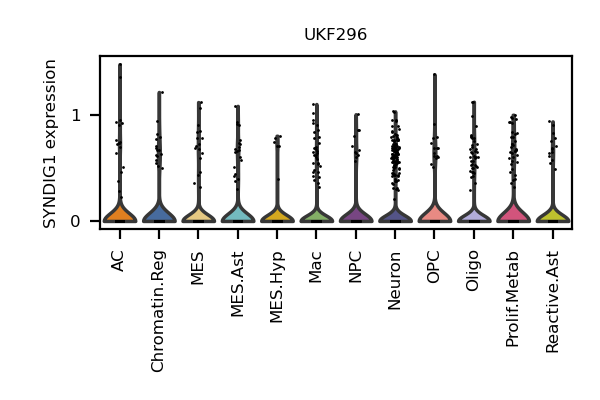 UKF296
SYNDIG1 expression
1
0
AC
Chromatin.Reg
MES
MES.Ast
MES.Hyp
Mac
NPC
Neuron
OPC
Oligo
Prolif.Metab
Reactive.Ast